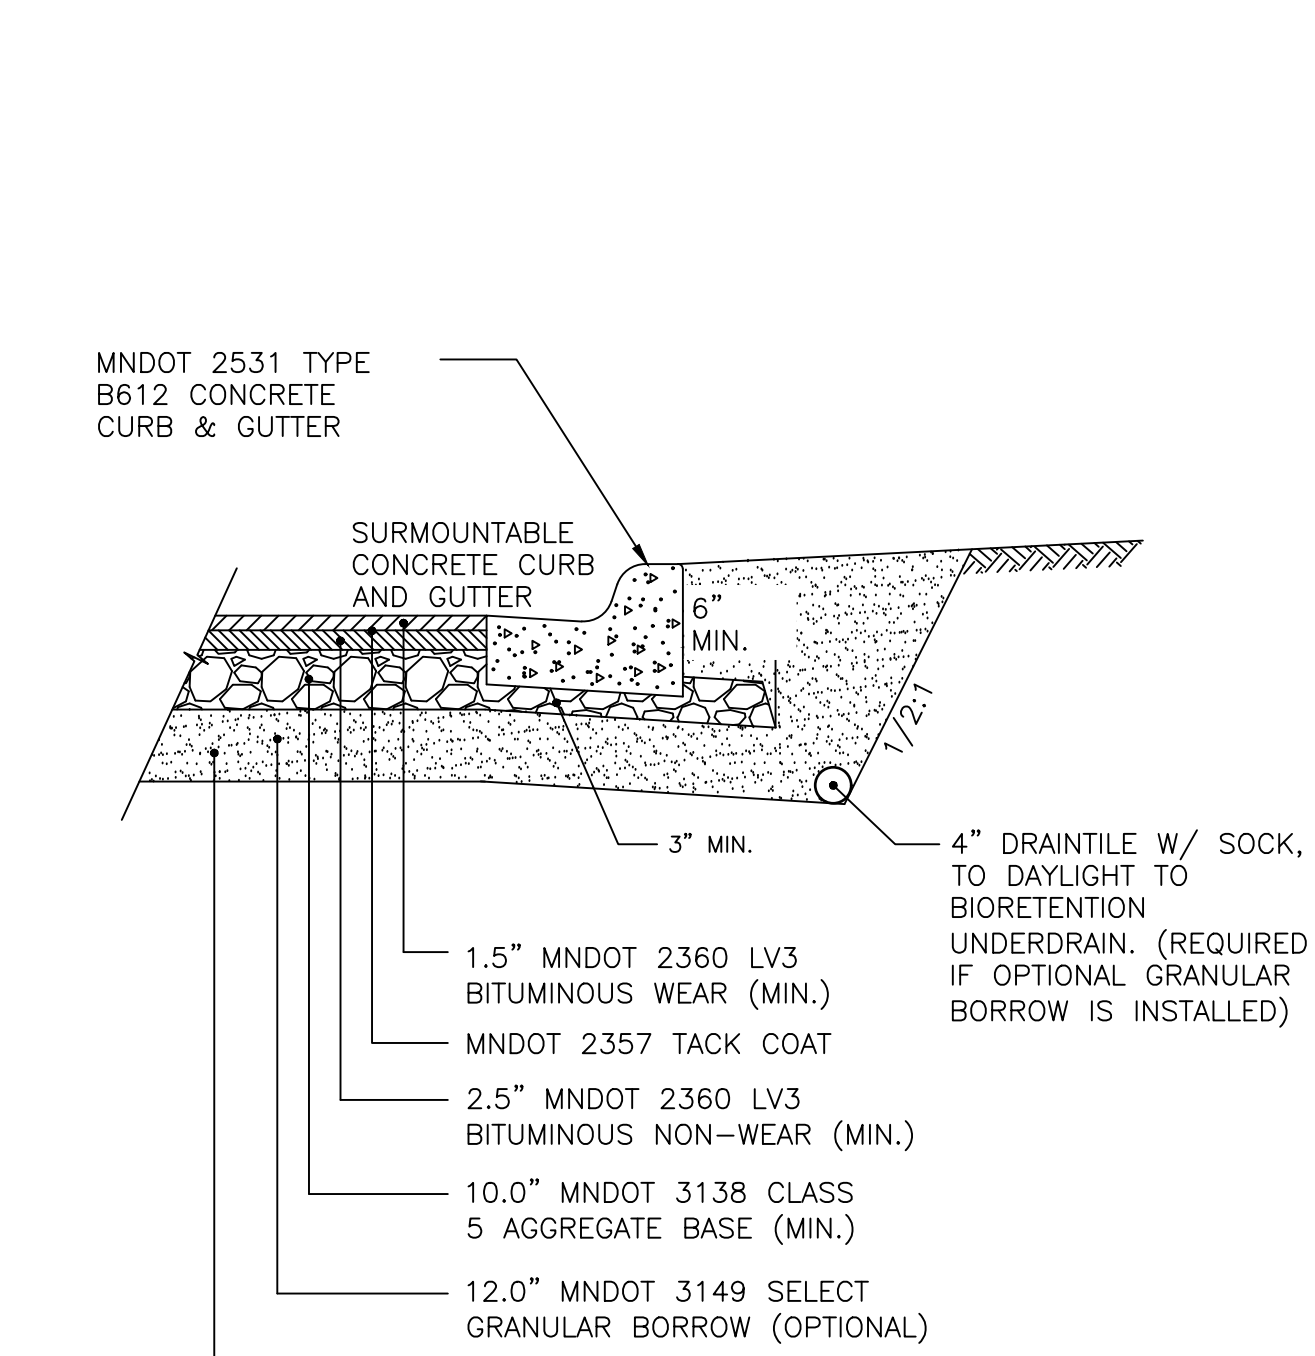 MNDOT 2531 TYPE
B612 CONCRETE
CURB & GUTTER
SURMOUNTABLE
CONCRETE CURB
AND GUTTER
6”
MIN.
1/2:1
3” MIN.
4” DRAINTILE W/ SOCK,
TO DAYLIGHT TO
BIORETENTION
UNDERDRAIN. (REQUIRED
IF OPTIONAL GRANULAR
BORROW IS INSTALLED)
1.5” MNDOT 2360 LV3
BITUMINOUS WEAR (MIN.)
MNDOT 2357 TACK COAT
2.5” MNDOT 2360 LV3
BITUMINOUS NON–WEAR (MIN.)
10.0” MNDOT 3138 CLASS
5 AGGREGATE BASE (MIN.)
12.0” MNDOT 3149 SELECT
GRANULAR BORROW (OPTIONAL)